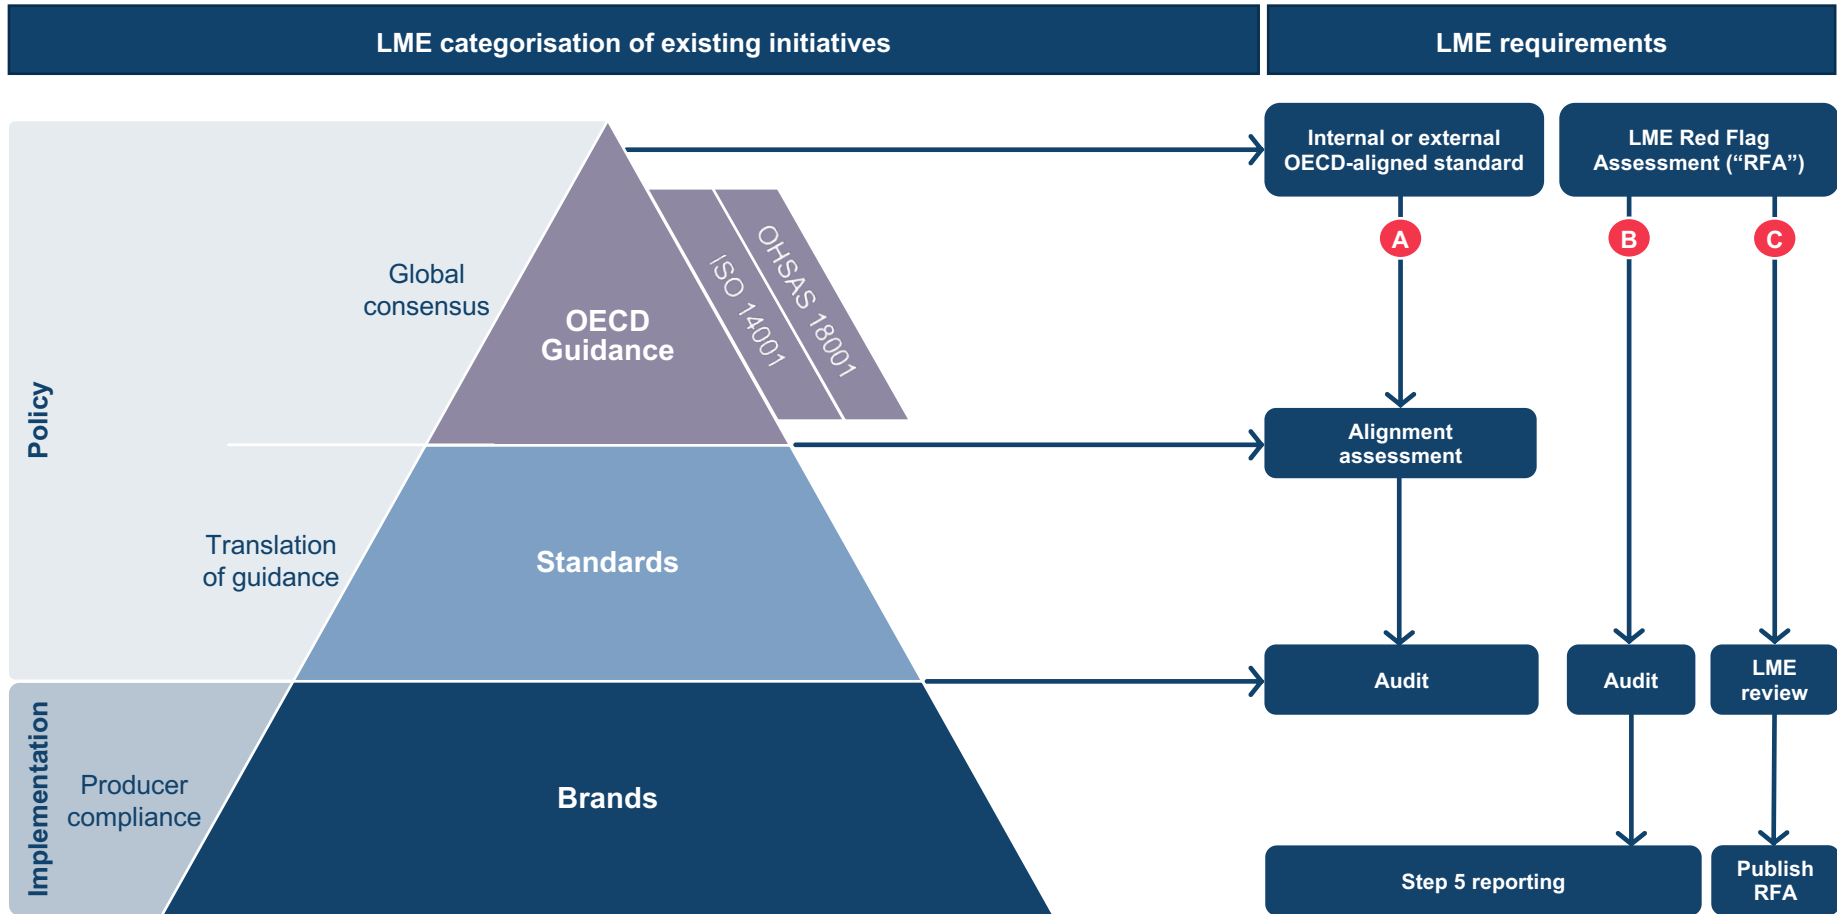 LME categorisation of existing initiatives
LME requirements
Policy
Global
consensus
OECD
Guidance
ISO 14001
OHSAS 18001
Internal or external
OECD-aligned standard
LME Red Flag
Assessment (“RFA”)
A
B
C
Alignment
assessment
Translation
of guidance
Standards
Audit
Audit
LME
review
Implementation
Producer
compliance
Brands
Step 5 reporting
Publish
RFA